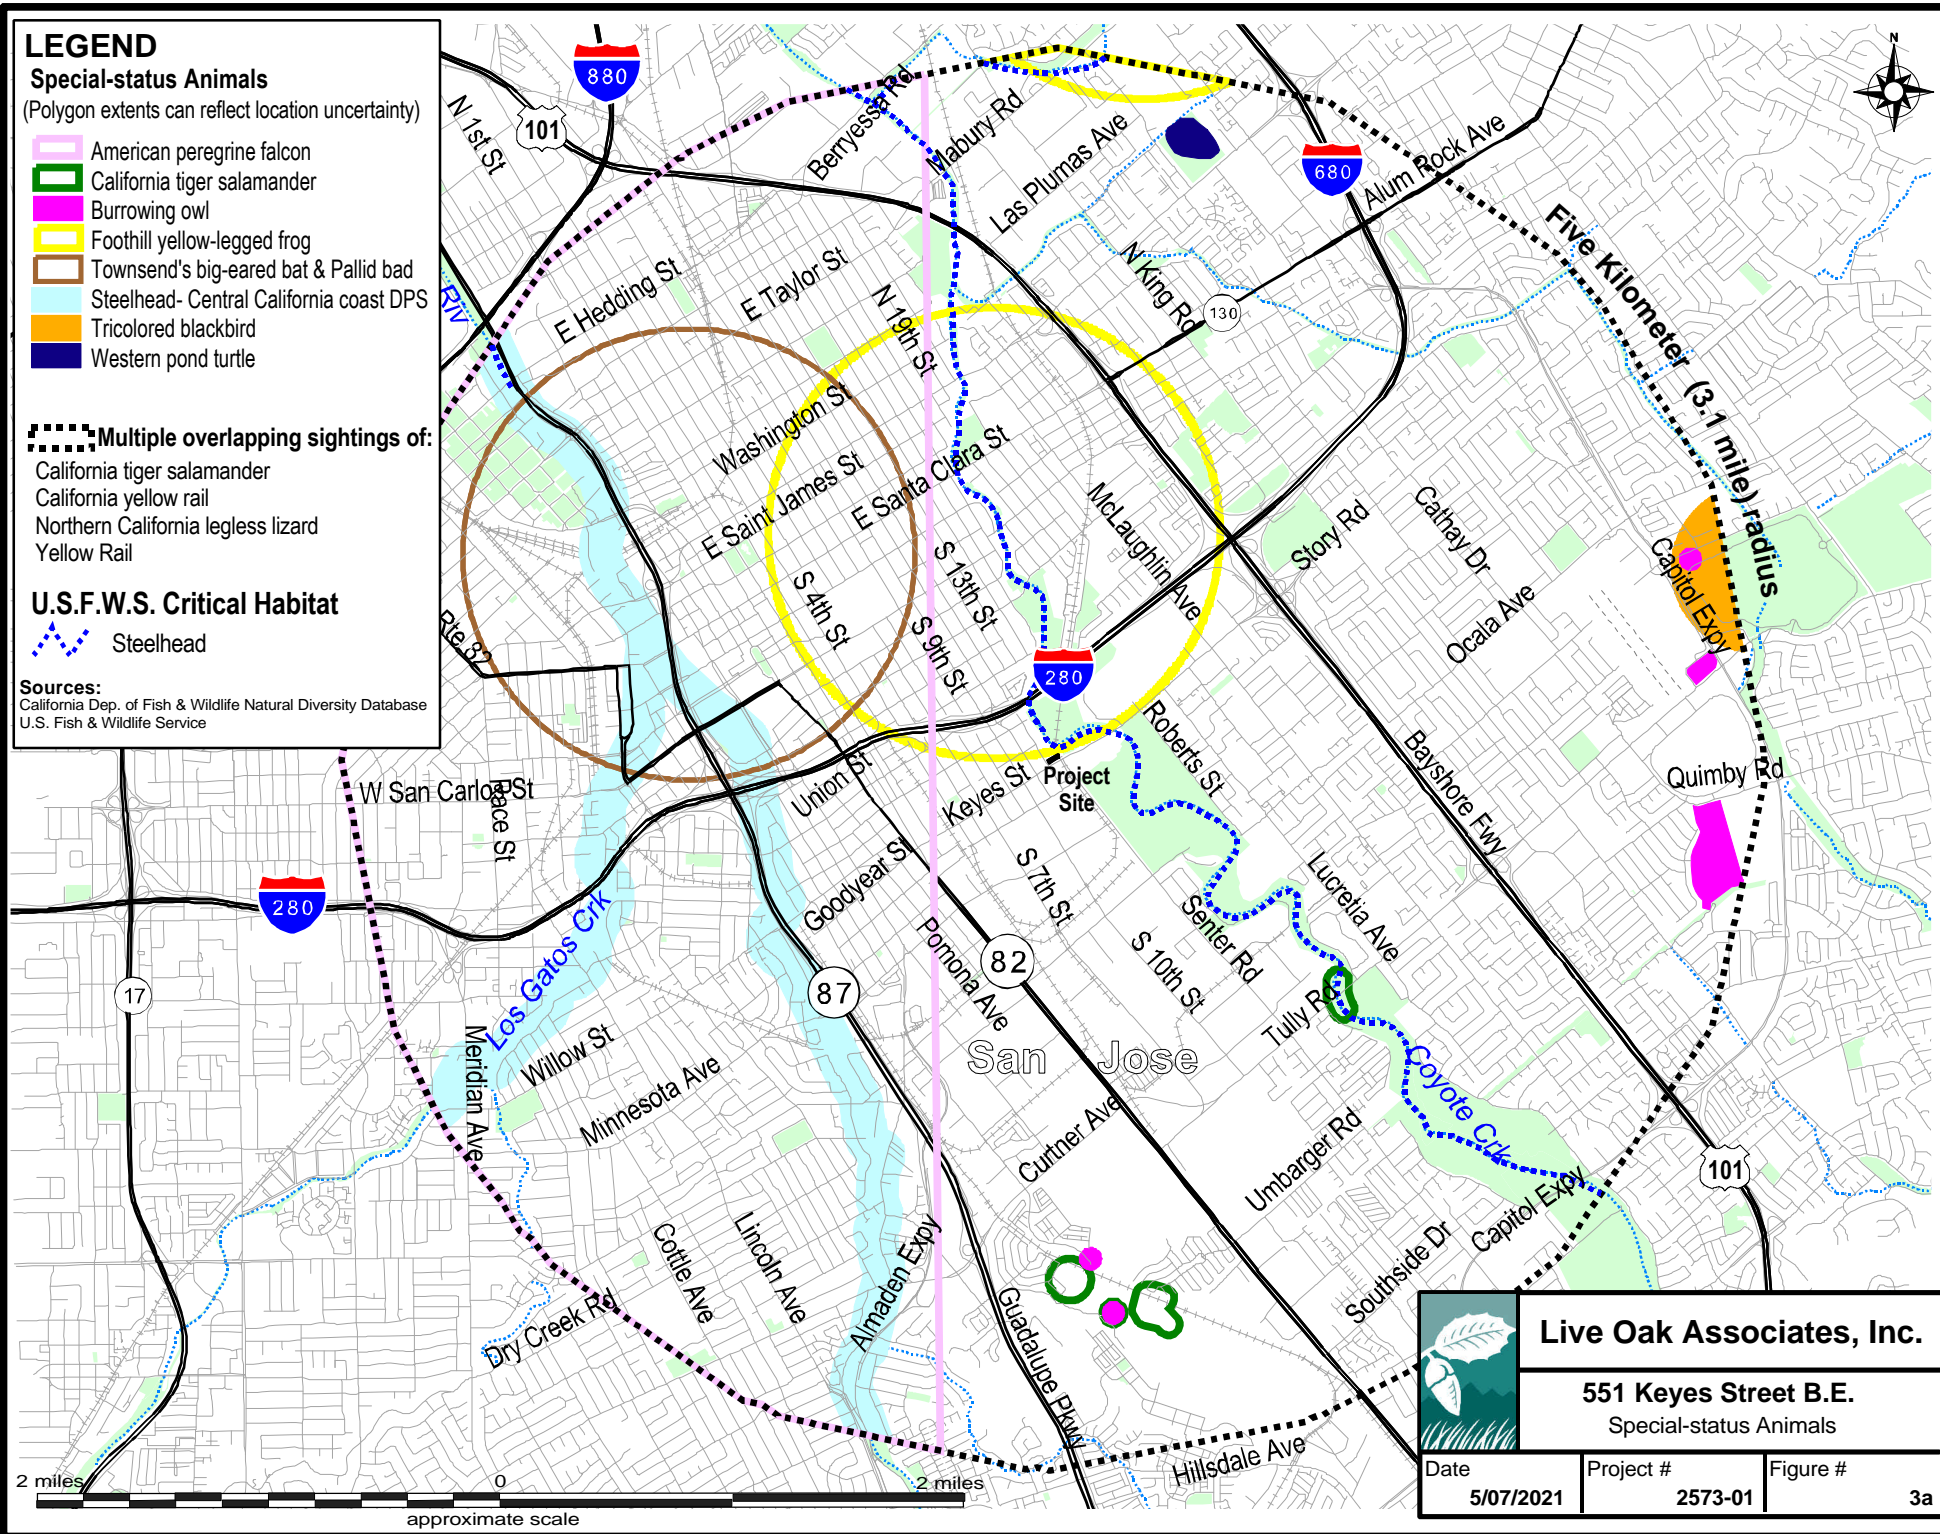 LEGEND
Special-status Animals
(Polygon extents can reflect location uncertainty)
American peregrine falcon
California tiger salamander
Burrowing owl
Foothill yellow-legged frog
Townsend's big-eared bat & Pallid bad
Steelhead- Central California coast DPS
Tricolored blackbird
Western pond turtle
Multiple overlapping sightings of:
California tiger salamander
California yellow rail
Northern California legless lizard
Yellow Rail
U.S.F.W.S. Critical Habitat
Steelhead
Sources:
California Dep. of Fish & Wildlife Natural Diversity Database
U.S. Fish & Wildlife Service
880
101
N 1st St
Berryessa Rd
Mabury Rd
Las Plumas Ave
680
Alum Rock Ave
N
Five Kilometer (3.1 mile) radius
Riv
E Hedding St
E Taylor St
N 19th St
N King Rd
130
Washington St
E Saint James St
E Santa Clara St
McLaughlin Ave
Story Rd
Cathay Dr
Ocala Ave
Capitol Expy
Rte 82
S 4th St
S 9th St
S 13th St
280
Roberts St
Bayshore Fwy
Quimby Rd
W San Carlos St
Race St
Union St
Keyes St
Project
Site
280
Goodyear St
S 7th St
Lucretia Ave
Senter Rd
Los Gatos Crk
Pomona Ave
82
S 10th St
17
87
Tully Rd
San Jose
Meridian Ave
Willow St
Minnesota Ave
Curtner Ave
Coyote Crk
Umbarger Rd
101
Capitol Expy
Southside Dr
Cottle Ave
Lincoln Ave
Almaden Expy
Guadalupe Pkwy
Dry Creek Rd
Hillsdale Ave
2 miles
0
2 miles
approximate scale
Live Oak Associates, Inc.
551 Keyes Street B.E.
Special-status Animals
Date
5/07/2021
Project #
2573-01
Figure #
3a